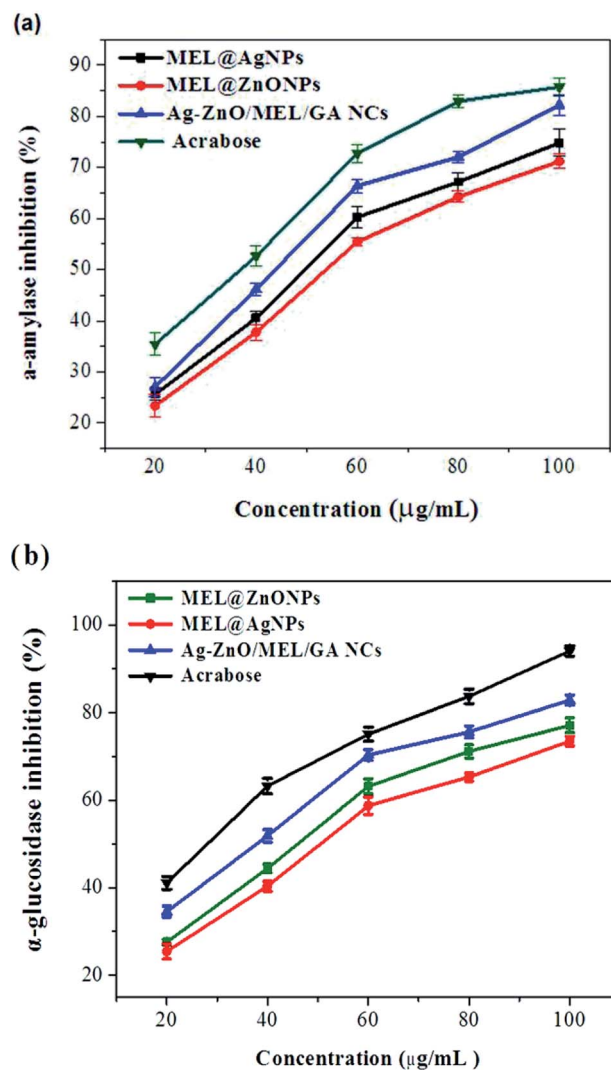 (a)
MEL@AgNPs
MEL@ZnONPs
Ag-ZnO/MEL/GA NCs
Acrabose
90
80
70
60
50
40
30
20
a-amylase inhibition (%)
20 40 60 80 100
Concentration (μg/mL)
(b)
MEL@ZnONPs
MEL@AgNPs
Ag-ZnO/MEL/GA NCs
Acrabose
100
80
60
40
20
α-glucosidase inhibition (%)
20 40 60 80 100
Concentration (μg/mL )